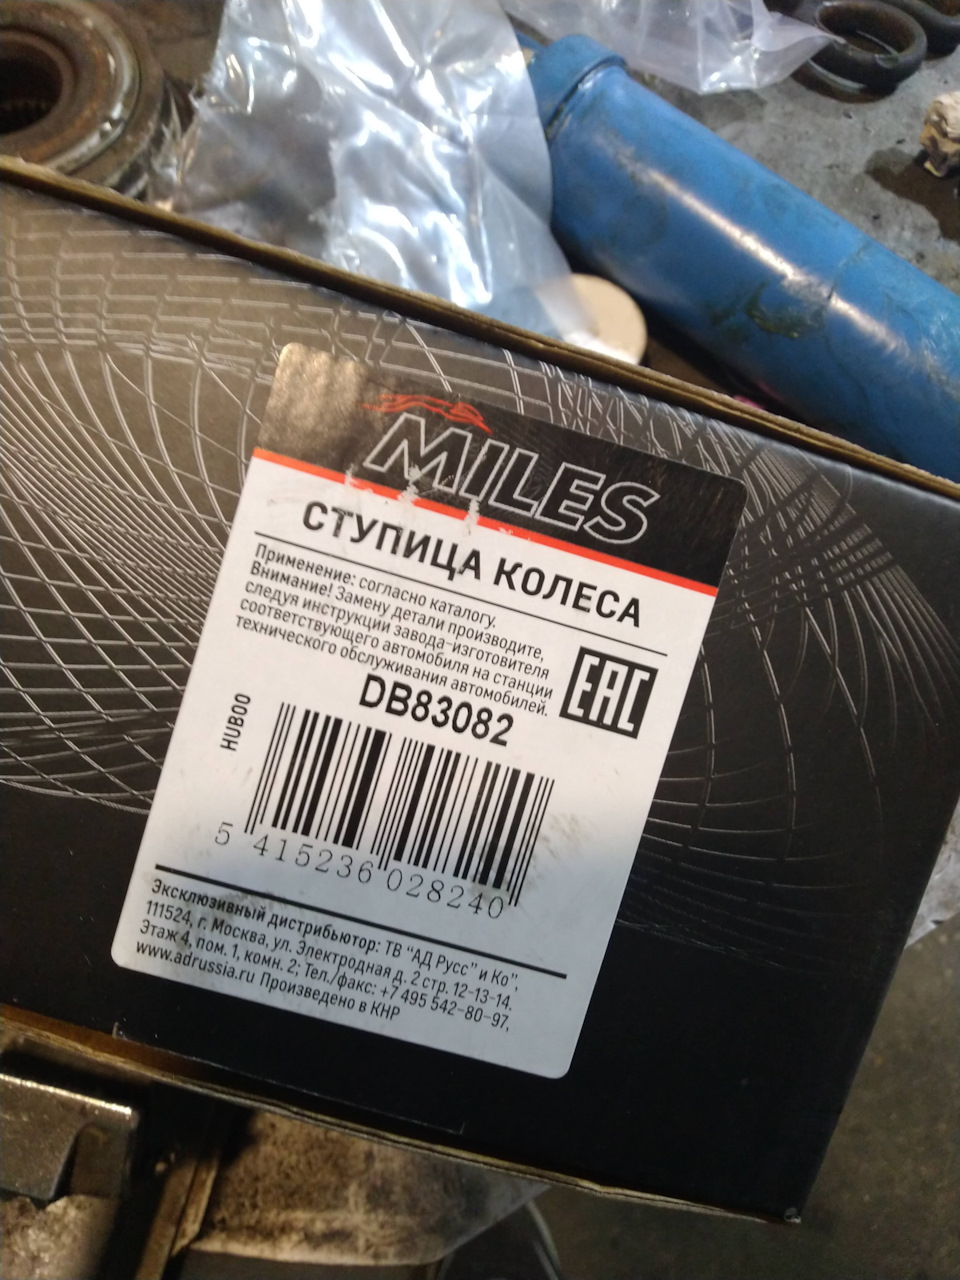 MILES
СТУПИЦА КОЛЕСА
Применение: согласно каталогу.
Внимание! Замену детали производите,
следуя инструкции завода-изготовителя
соответствующего автомобиля на станции
технического обслуживания автомобилей.
EAC
DB83082
HUB00
5 415236 028240
Эксклюзивный дистрибьютор: ТВ "АД Русс" и Ко",
111524, г. Москва, ул. Электродная д. 2 стр. 12-13-14.
Этаж 4, пом. 1, комн. 2; Тел./факс: +7 495 542-80-97,
www.adrussia.ru Произведено в КНР